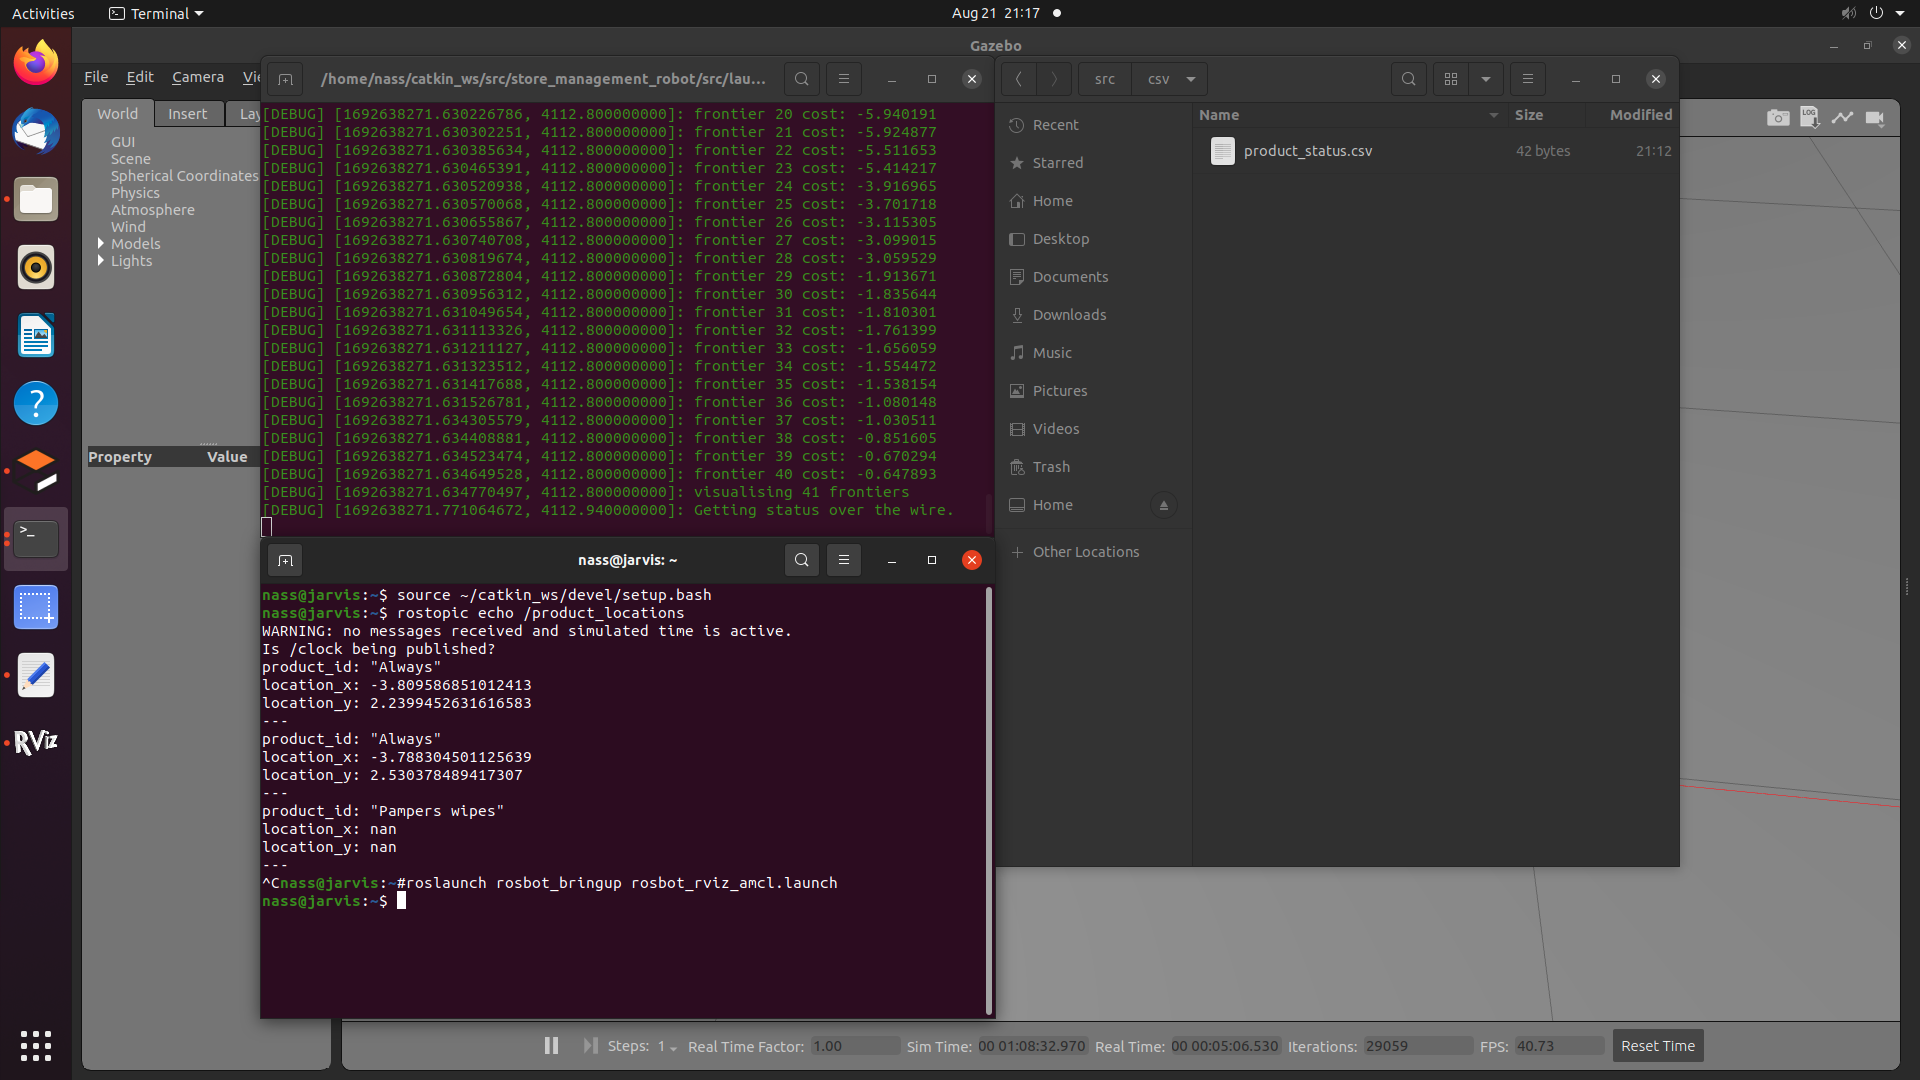 Activities
Terminal
Aug 21 21:17
Gazebo
File Edit Camera Vi
World Insert Lay
GUI
Scene
Spherical Coordinates
Physics
Atmosphere
Wind
Models
Lights
Property Value
/home/nass/catkin_ws/src/store_management_robot/src/lau...
[DEBUG] [1692638271.630226786, 4112.800000000]: frontier 20 cost: -5.940191
[DEBUG] [1692638271.630302251, 4112.800000000]: frontier 21 cost: -5.924877
[DEBUG] [1692638271.630385634, 4112.800000000]: frontier 22 cost: -5.511653
[DEBUG] [1692638271.630465391, 4112.800000000]: frontier 23 cost: -5.414217
[DEBUG] [1692638271.630520938, 4112.800000000]: frontier 24 cost: -3.916965
[DEBUG] [1692638271.630570068, 4112.800000000]: frontier 25 cost: -3.701718
[DEBUG] [1692638271.630655867, 4112.800000000]: frontier 26 cost: -3.115305
[DEBUG] [1692638271.630740708, 4112.800000000]: frontier 27 cost: -3.099015
[DEBUG] [1692638271.630819674, 4112.800000000]: frontier 28 cost: -3.059529
[DEBUG] [1692638271.630872804, 4112.800000000]: frontier 29 cost: -1.913671
[DEBUG] [1692638271.630956312, 4112.800000000]: frontier 30 cost: -1.835644
[DEBUG] [1692638271.631049654, 4112.800000000]: frontier 31 cost: -1.810301
[DEBUG] [1692638271.631113326, 4112.800000000]: frontier 32 cost: -1.761399
[DEBUG] [1692638271.631211127, 4112.800000000]: frontier 33 cost: -1.656059
[DEBUG] [1692638271.631323512, 4112.800000000]: frontier 34 cost: -1.554472
[DEBUG] [1692638271.631417688, 4112.800000000]: frontier 35 cost: -1.538154
[DEBUG] [1692638271.631526781, 4112.800000000]: frontier 36 cost: -1.080148
[DEBUG] [1692638271.634305579, 4112.800000000]: frontier 37 cost: -1.030511
[DEBUG] [1692638271.634408881, 4112.800000000]: frontier 38 cost: -0.851605
[DEBUG] [1692638271.634523474, 4112.800000000]: frontier 39 cost: -0.670294
[DEBUG] [1692638271.634649528, 4112.800000000]: frontier 40 cost: -0.647893
[DEBUG] [1692638271.634770497, 4112.800000000]: visualising 41 frontiers
[DEBUG] [1692638271.771064672, 4112.940000000]: Getting status over the wire.
nass@jarvis: ~
nass@jarvis:~$ source ~/catkin_ws/devel/setup.bash
nass@jarvis:~$ rostopic echo /product_locations
WARNING: no messages received and simulated time is active.
Is /clock being published?
product_id: "Always"
location_x: -3.809586851012413
location_y: 2.2399452631616583
---
product_id: "Always"
location_x: -3.788304501125639
location_y: 2.530378489417307
---
product_id: "Pampers wipes"
location_x: nan
location_y: nan
---
^Cnass@jarvis:~#roslaunch rosbot_bringup rosbot_rviz_amcl.launch
nass@jarvis:~$
src csv
Recent
Starred
Home
Desktop
Documents
Downloads
Music
Pictures
Videos
Trash
Home
Other Locations
Name Size Modified
product_status.csv 42 bytes 21:12
LOG
RViz
Steps: 1 Real Time Factor: 1.00 Sim Time: 00 01:08:32.970 Real Time: 00 00:05:06.530 Iterations: 29059 FPS: 40.73 Reset Time